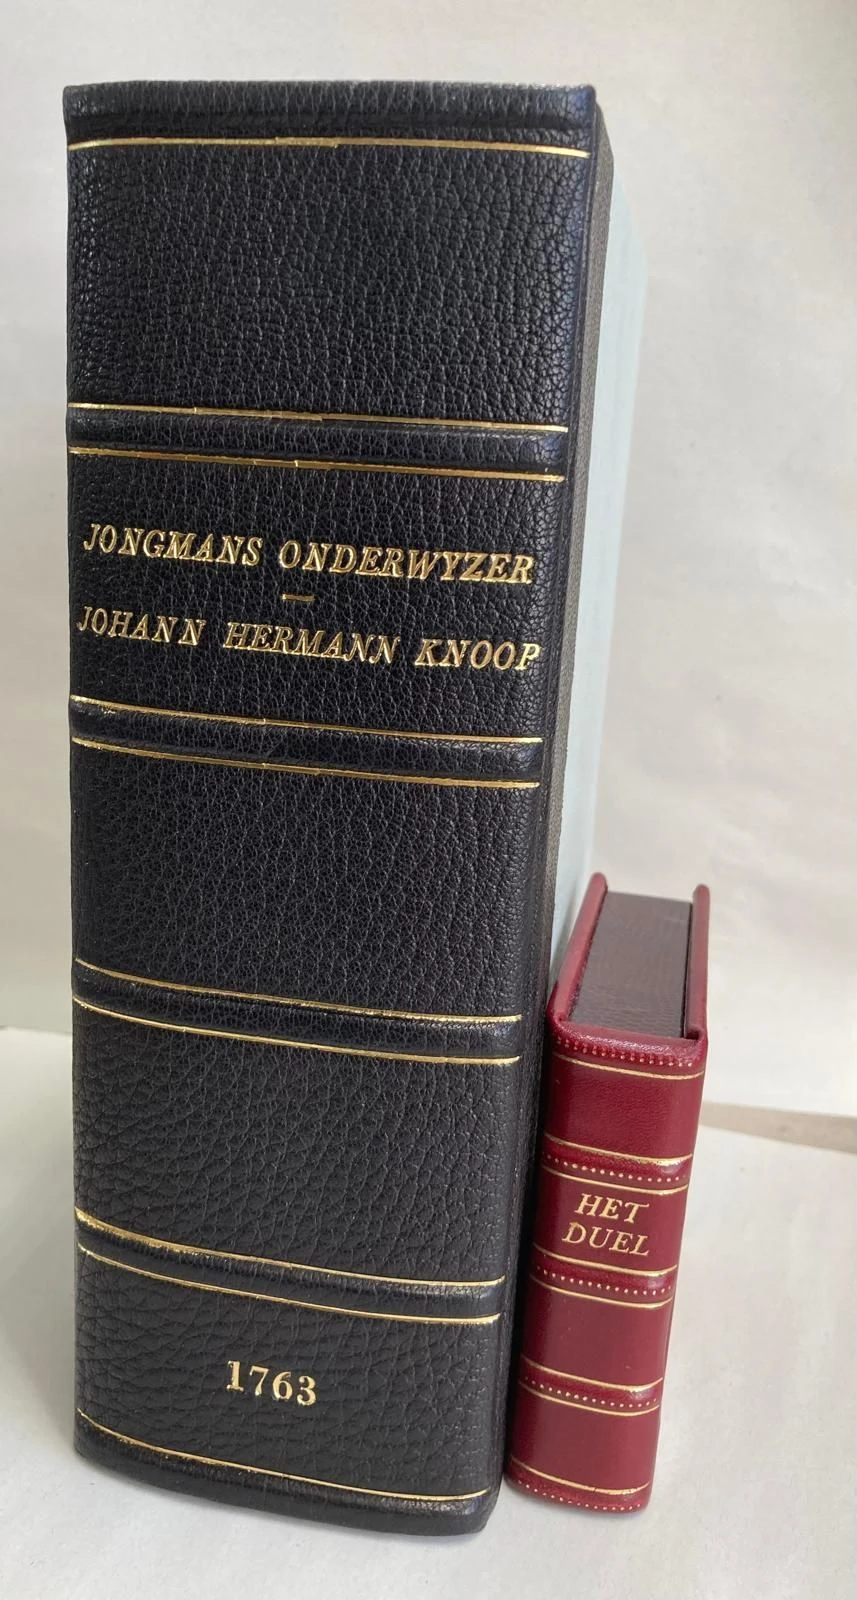 JONGMANS ONDERWYZER
—
JOHANN HERMANN KNOOP
1763
HET
DUEL